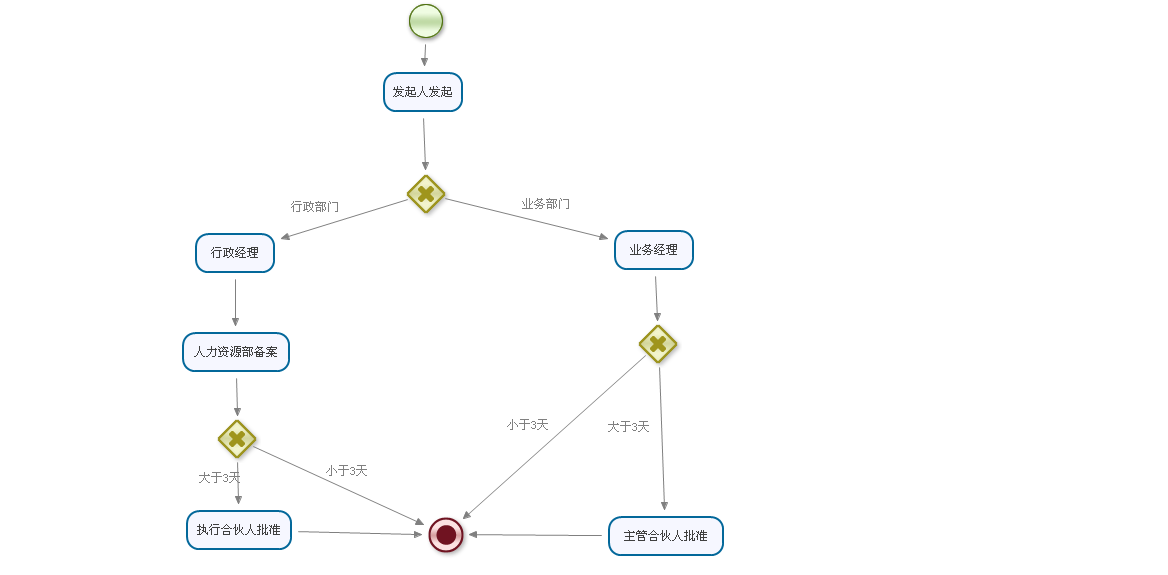 发起人发起
行政部门
业务部门
行政经理
业务经理
人力资源部备案
小于3天
大于3天
小于3天
大于3天
执行合伙人批准
主管合伙人批准